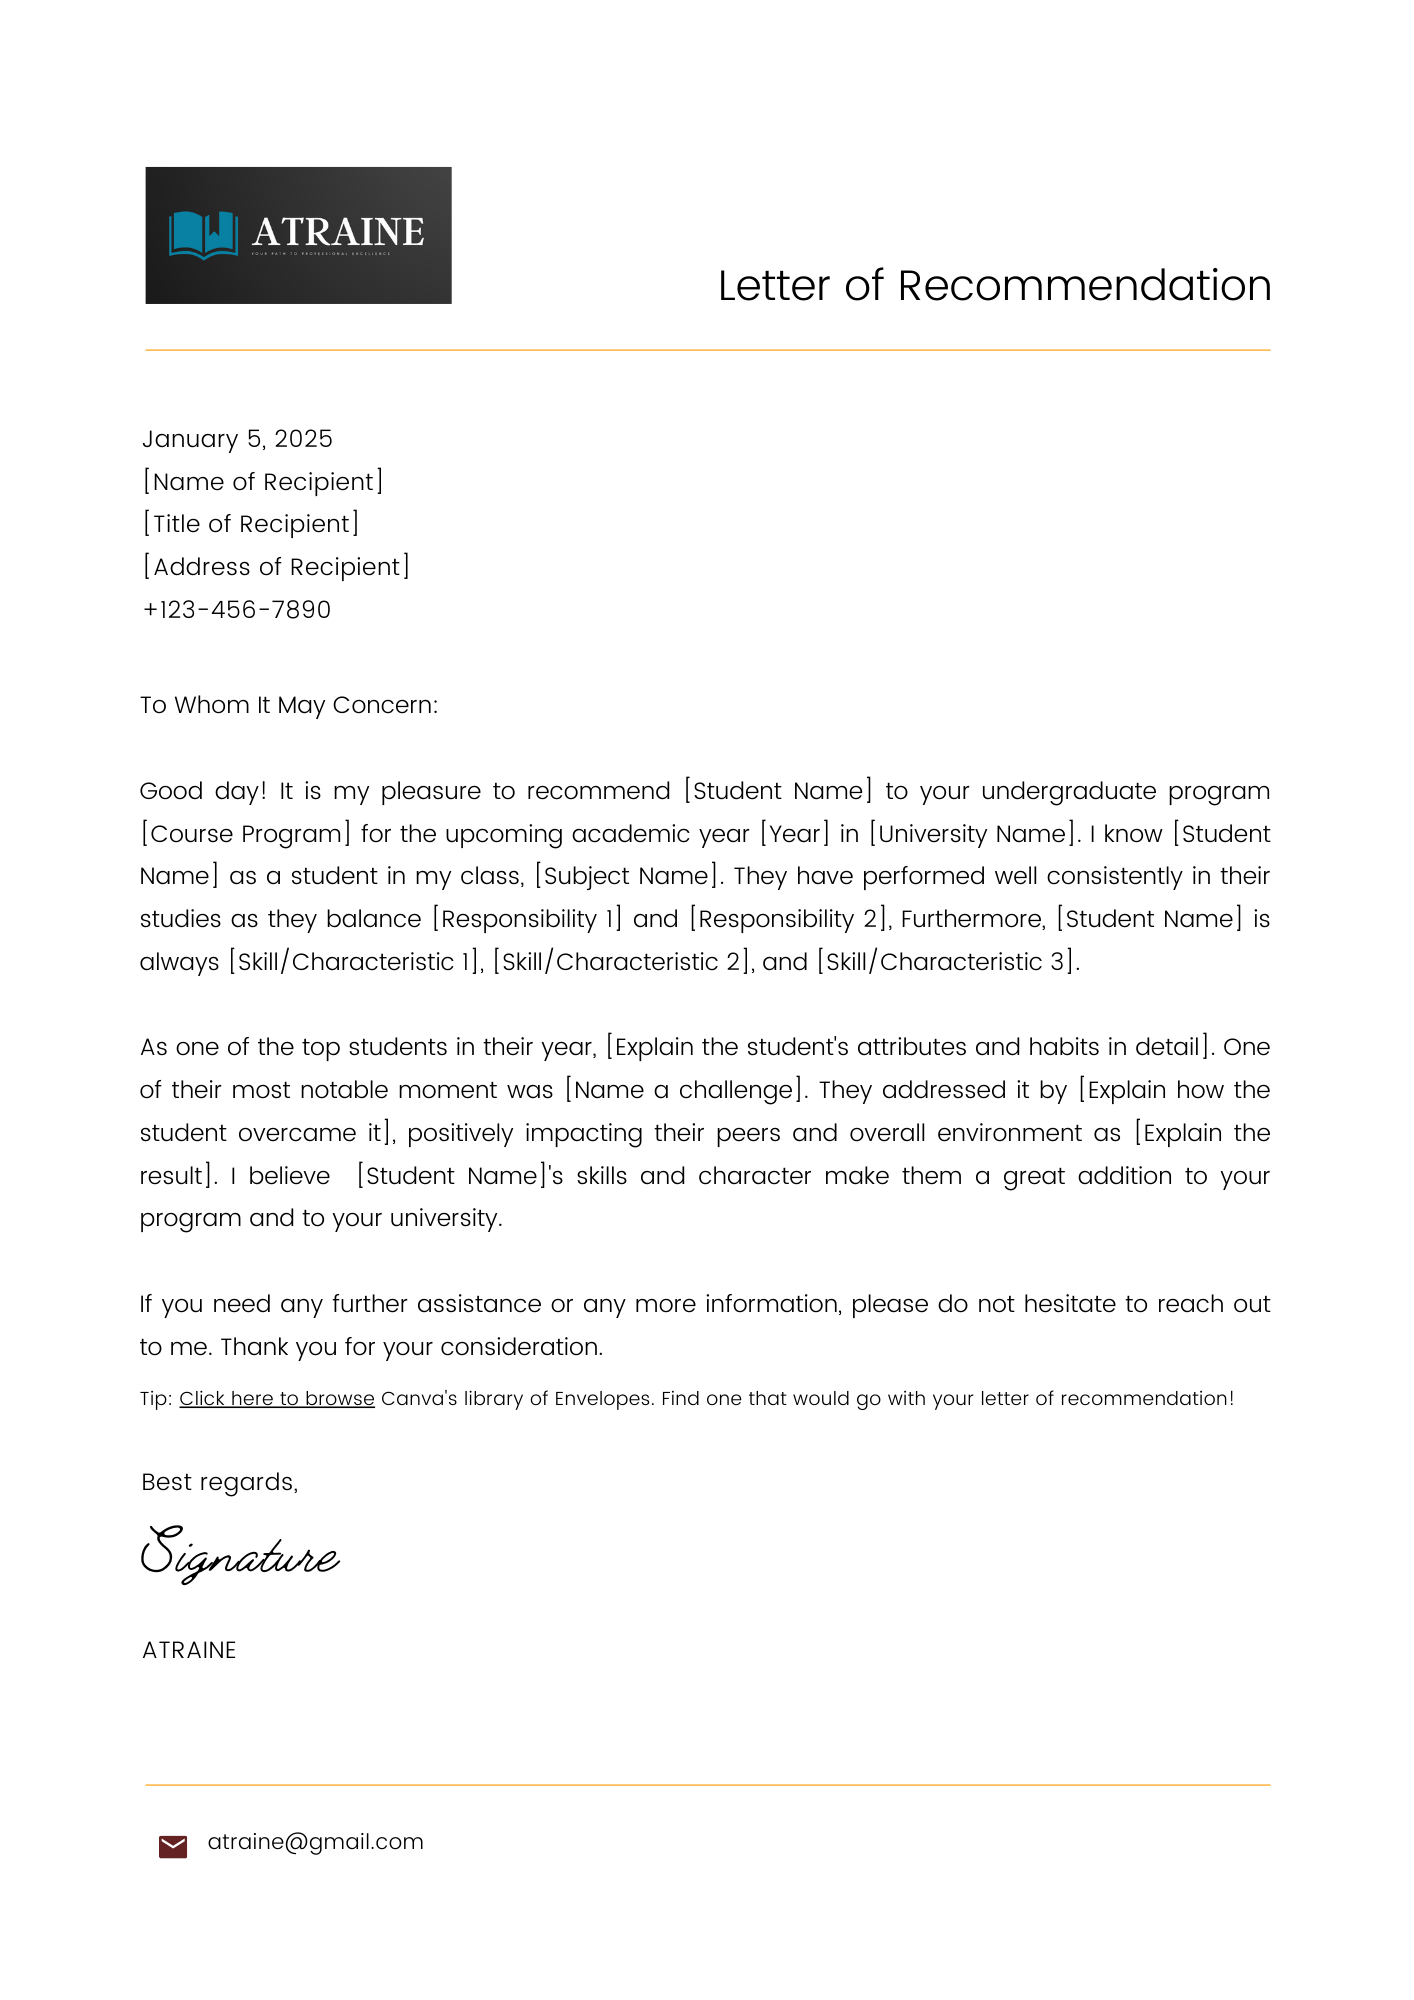 ATRAINE
YOUR PATH TO PROFESSIONAL EXCELLENCE
Letter of Recommendation
January 5, 2025
[Name of Recipient]
[Title of Recipient]
[Address of Recipient]
+123-456-7890
To Whom It May Concern:
Good day! It is my pleasure to recommend [Student Name] to your undergraduate program
[Course Program] for the upcoming academic year [Year] in [University Name]. I know [Student
Name] as a student in my class, [Subject Name]. They have performed well consistently in their
studies as they balance [Responsibility 1] and [Responsibility 2], Furthermore, [Student Name] is
always [Skill/Characteristic 1], [Skill/Characteristic 2], and [Skill/Characteristic 3].
As one of the top students in their year, [Explain the student's attributes and habits in detail]. One
of their most notable moment was [Name a challenge]. They addressed it by [Explain how the
student overcame it], positively impacting their peers and overall environment as [Explain the
result]. I believe [Student Name]'s skills and character make them a great addition to your
program and to your university.
If you need any further assistance or any more information, please do not hesitate to reach out
to me. Thank you for your consideration.
Tip: Click here to browse Canva's library of Envelopes. Find one that would go with your letter of recommendation!
Best regards,
Signature
ATRAINE
atraine@gmail.com